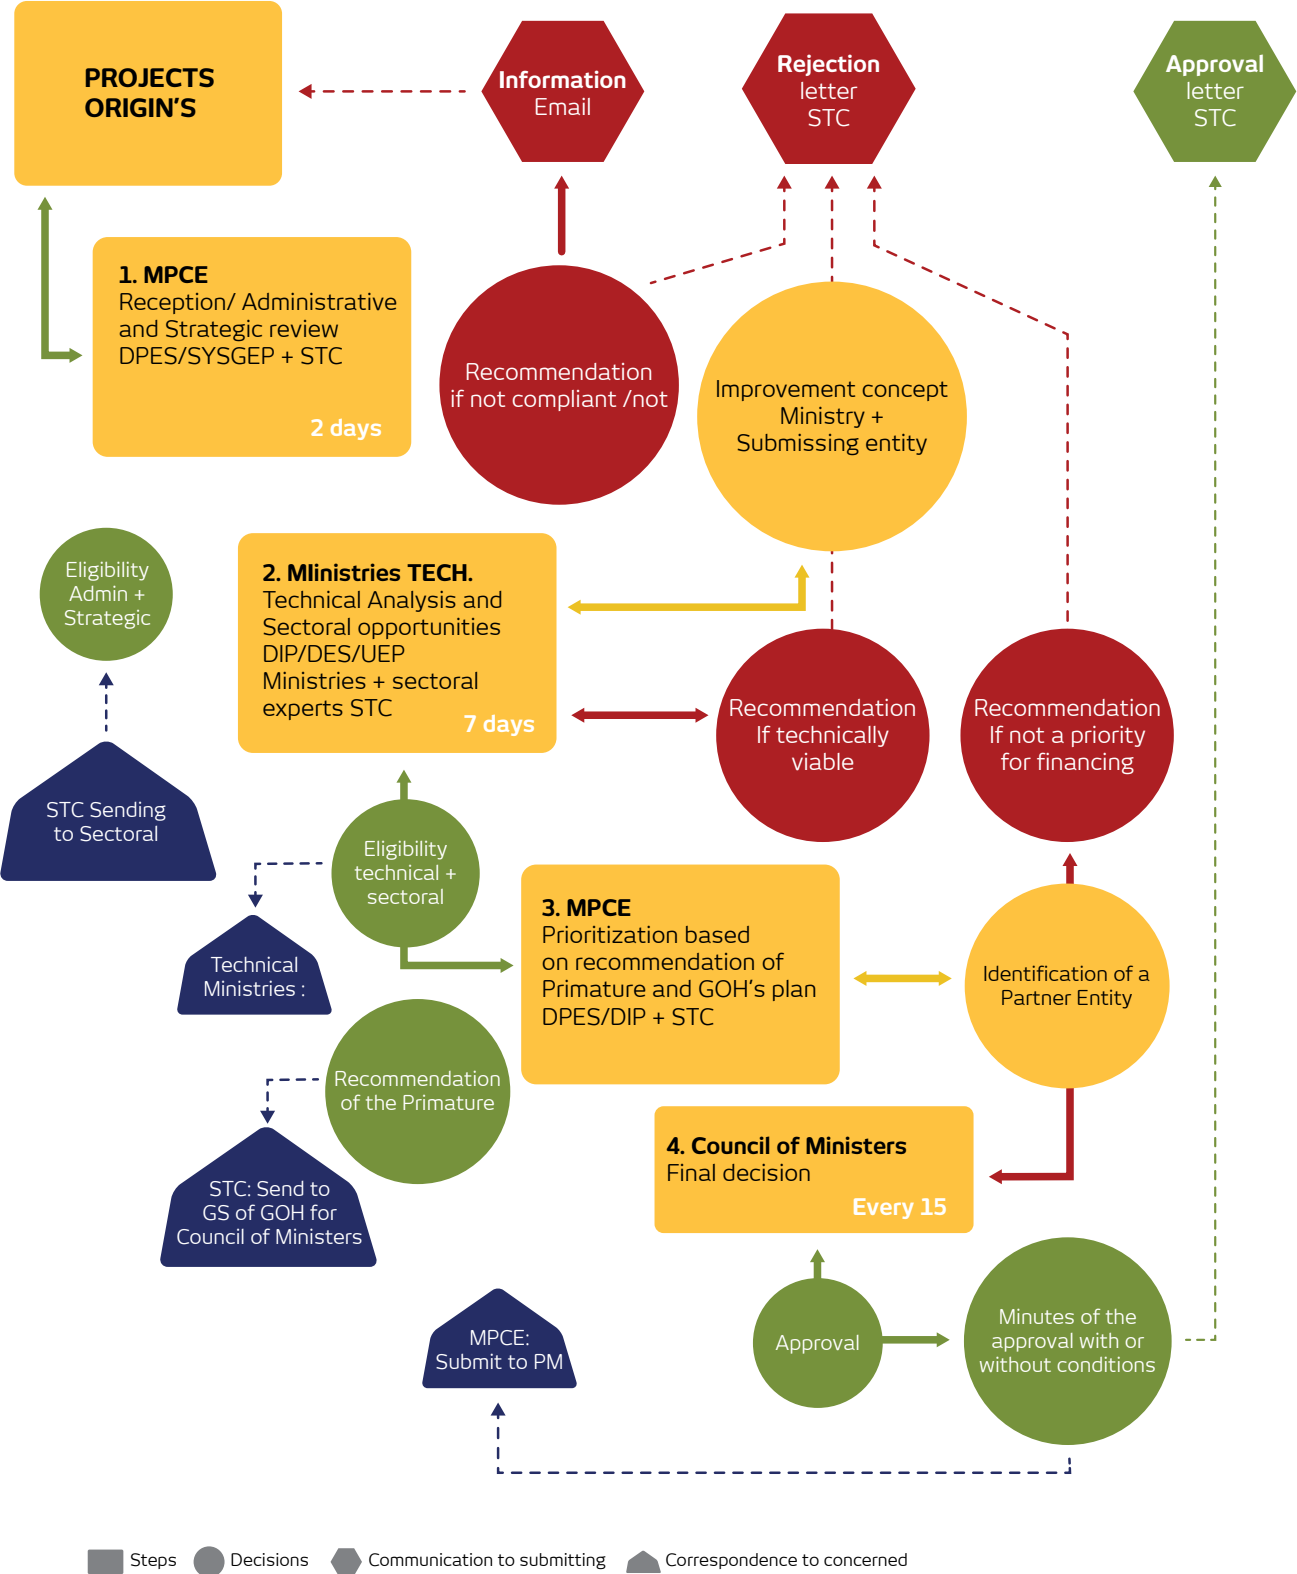 PROJECTS
ORIGIN'S
Information
Email
Rejection
letter
STC
Approval
letter
STC
1. MPCE
Reception/ Administrative
and Strategic review
DPES/SYSGEP + STC
2 days
Recommendation
if not compliant /not
Improvement concept
Ministry +
Submissing entity
Eligibility
Admin +
Strategic
2. MIinistries TECH.
Technical Analysis and
Sectoral opportunities
DIP/DES/UEP
Ministries + sectoral
experts STC
7 days
Recommendation
If technically
viable
Recommendation
If not a priority
for financing
STC Sending
to Sectoral
Eligibility
technical +
sectoral
3. MPCE
Prioritization based
on recommendation of
Primature and GOH's plan
DPES/DIP + STC
Technical
Ministries :
Identification of a
Partner Entity
Recommendation
of the Primature
4. Council of Ministers
Final decision
Every 15
STC: Send to
GS of GOH for
Council of Ministers
MPCE:
Submit to PM
Approval
Minutes of the
approval with or
without conditions
Steps
Decisions
Communication to submitting
Correspondence to concerned